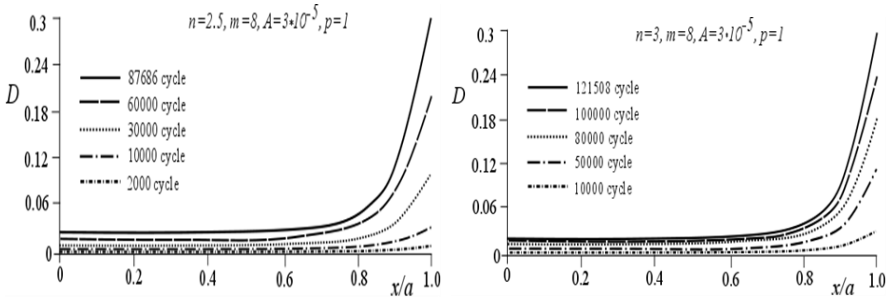 n=2.5, m=8, A=3*10^-5, p=1
0.3
0.24
0.18
0.12
0.06
0
D
87686 cycle
60000 cycle
30000 cycle
10000 cycle
2000 cycle
0
0.2
0.4
0.6
0.8
1.0
x/a
n=3, m=8, A=3*10^-5, p=1
0.3
0.24
0.18
0.12
0.06
0
D
121508 cycle
100000 cycle
80000 cycle
50000 cycle
10000 cycle
0
0.2
0.4
0.6
0.8
1.0
x/a